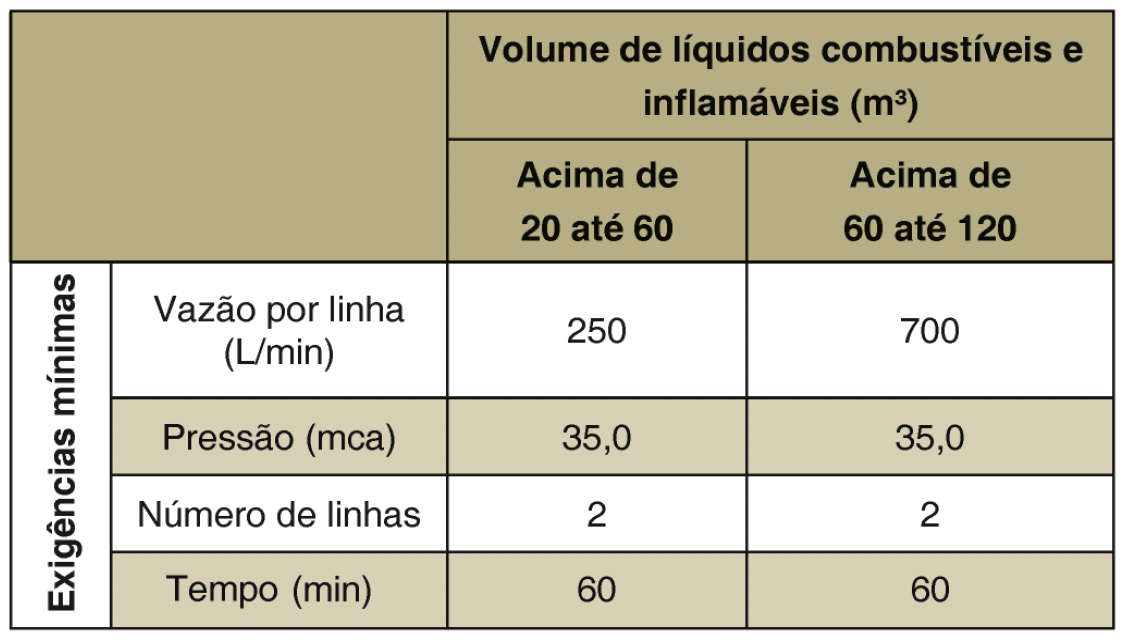 Volume de líquidos combustíveis e
inflamáveis (m³)
Acima de
20 até 60
Acima de
60 até 120
Exigências mínimas
Vazão por linha
(L/min)
250
700
Pressão (mca)
35,0
35,0
Número de linhas
2
2
Tempo (min)
60
60